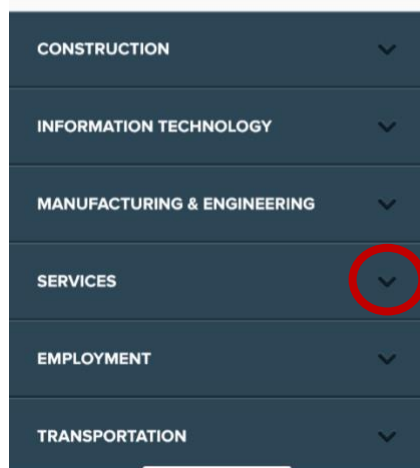 CONSTRUCTION
INFORMATION TECHNOLOGY
MANUFACTURING & ENGINEERING
SERVICES
EMPLOYMENT
TRANSPORTATION